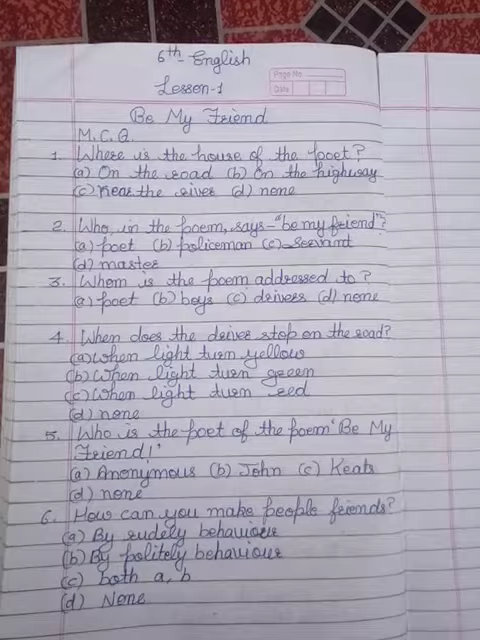 6th - English
Page No
Lesson-1
Date
Be My Friend
M.C.Q.
1. Where is the house of the poet?
(a) On the road (b) On the highway
(c) near the river (d) none
2. Who in the poem, says - "be my friend"?
(a) poet (b) policeman (c) servant
(d) master
3. Whom is the poem addressed to?
(a) poet (b) boys (c) drivers (d) none
4. When does the driver stop on the road?
(a) when light turn yellow
(b) When light turn green
(c) When light turn red
(d) none
5. Who is the poet of the poem 'Be My
Friend!'
(a) Anonymous (b) John (c) Keats
(d) none
6. How can you make people friends?
(a) By rudely behaviour
(b) By politely behaviour
(c) both a, b
(d) None